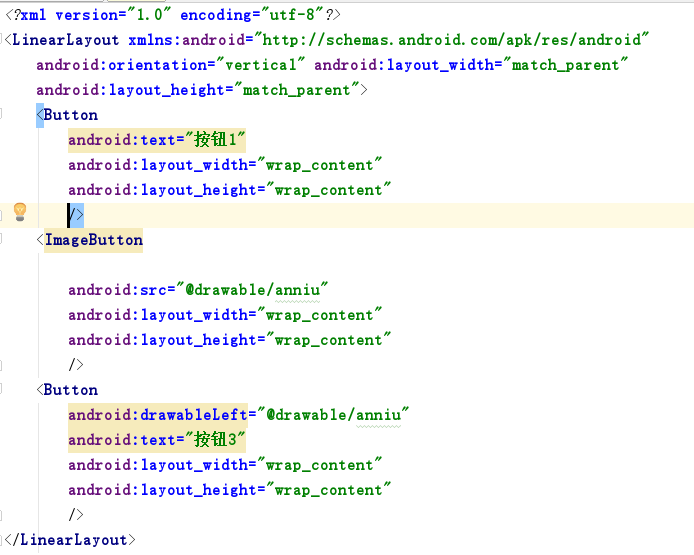 <?xml version="1.0" encoding="utf-8"?>
<LinearLayout xmlns:android="http://schemas.android.com/apk/res/android"
    android:orientation="vertical" android:layout_width="match_parent"
    android:layout_height="match_parent">
    <Button
        android:text="按钮1"
        android:layout_width="wrap_content"
        android:layout_height="wrap_content"
        />
    <ImageButton

        android:src="@drawable/anniu"
        android:layout_width="wrap_content"
        android:layout_height="wrap_content"
        />
    <Button
        android:drawableLeft="@drawable/anniu"
        android:text="按钮3"
        android:layout_width="wrap_content"
        android:layout_height="wrap_content"
        />
</LinearLayout>